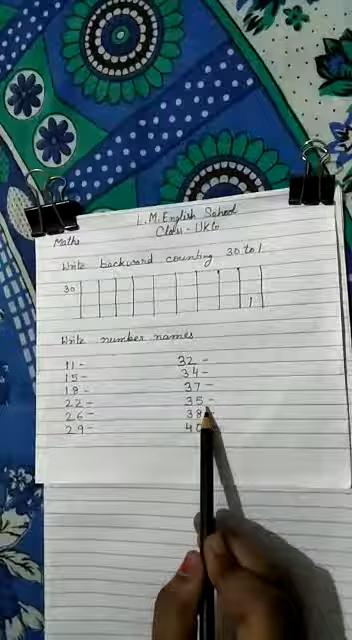 L.M. English School
Class - UKG
Maths
Write backward counting 30 to 1.
30
1
Write number names
11 - 32 -
15 - 34 -
18 - 37 -
22 - 35 -
26 - 38 -
29 - 40